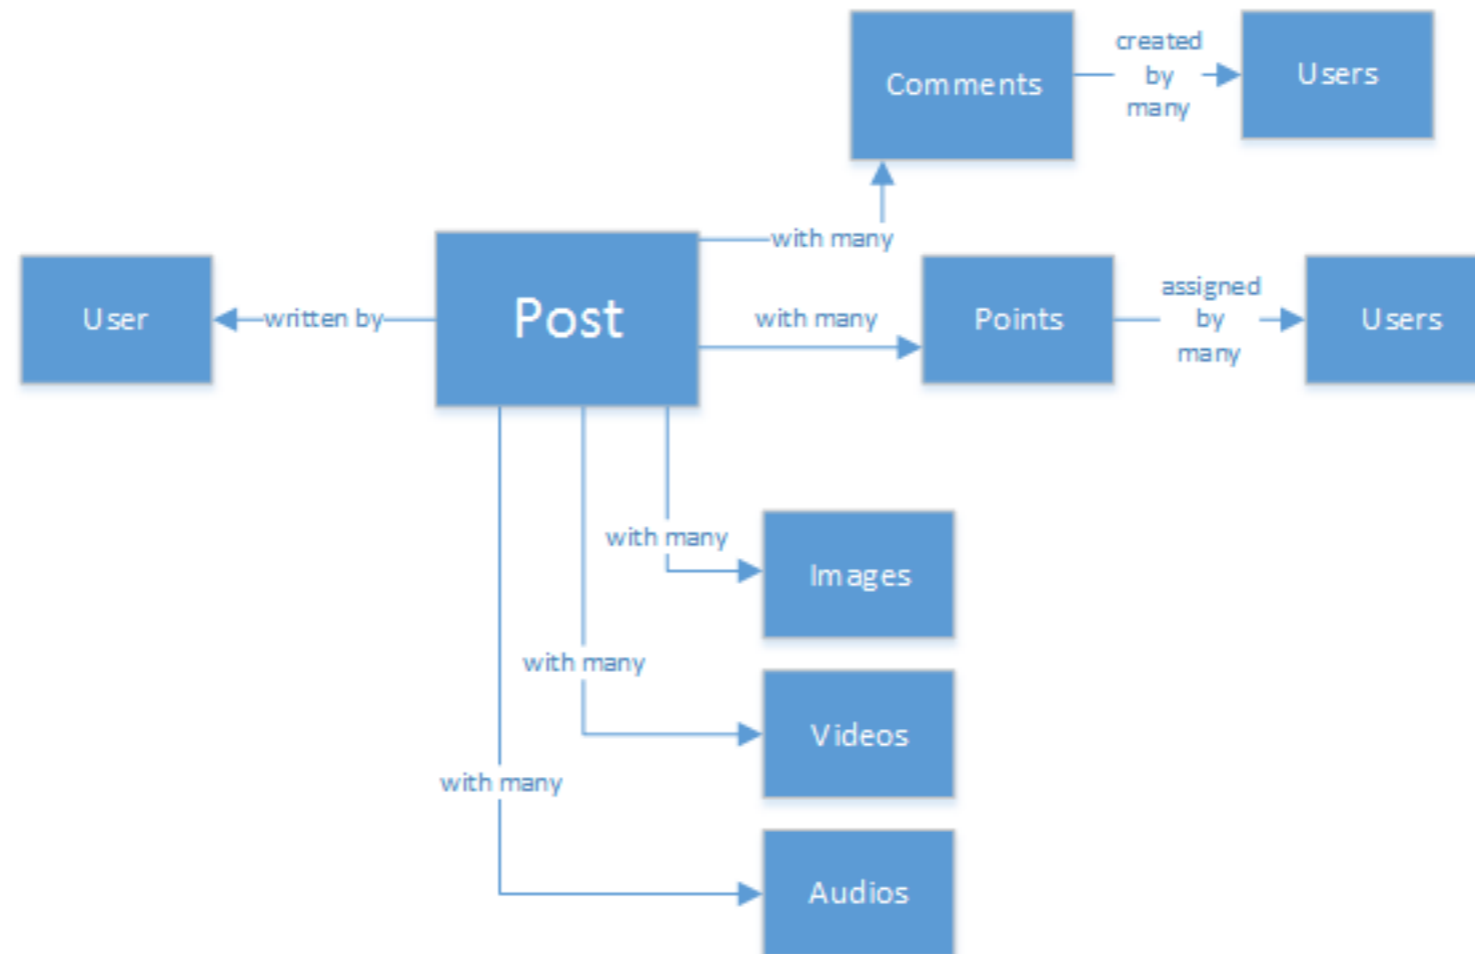 Comments
created
by
many
Users
with many
User
written by
Post
with many
Points
assigned
by
many
Users
with many
Images
with many
Videos
with many
Audios